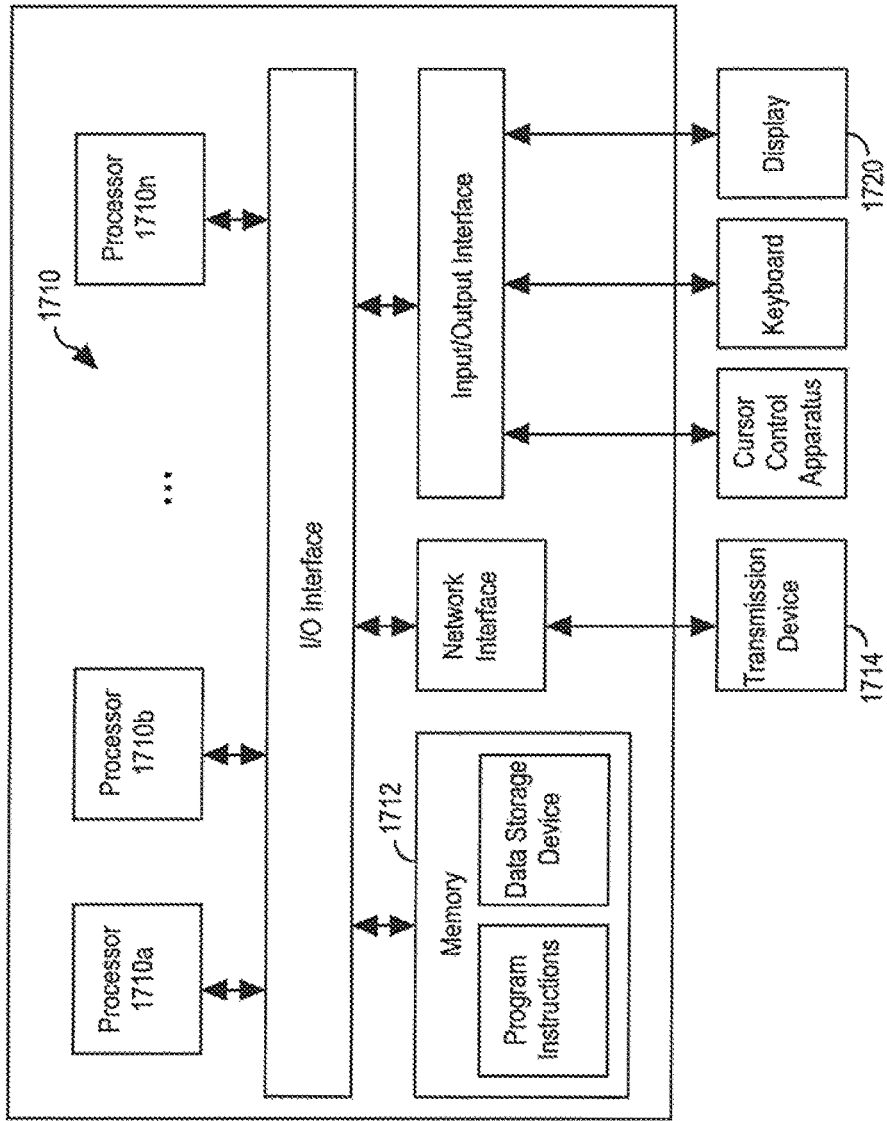 1710
Processor
1710a
Processor
1710b
...
Processor
1710n
I/O Interface
1712
Memory
Program
Instructions
Data Storage
Device
Network
Interface
Input/Output Interface
Transmission
Device
1714
Cursor
Control
Apparatus
Keyboard
Display
1720